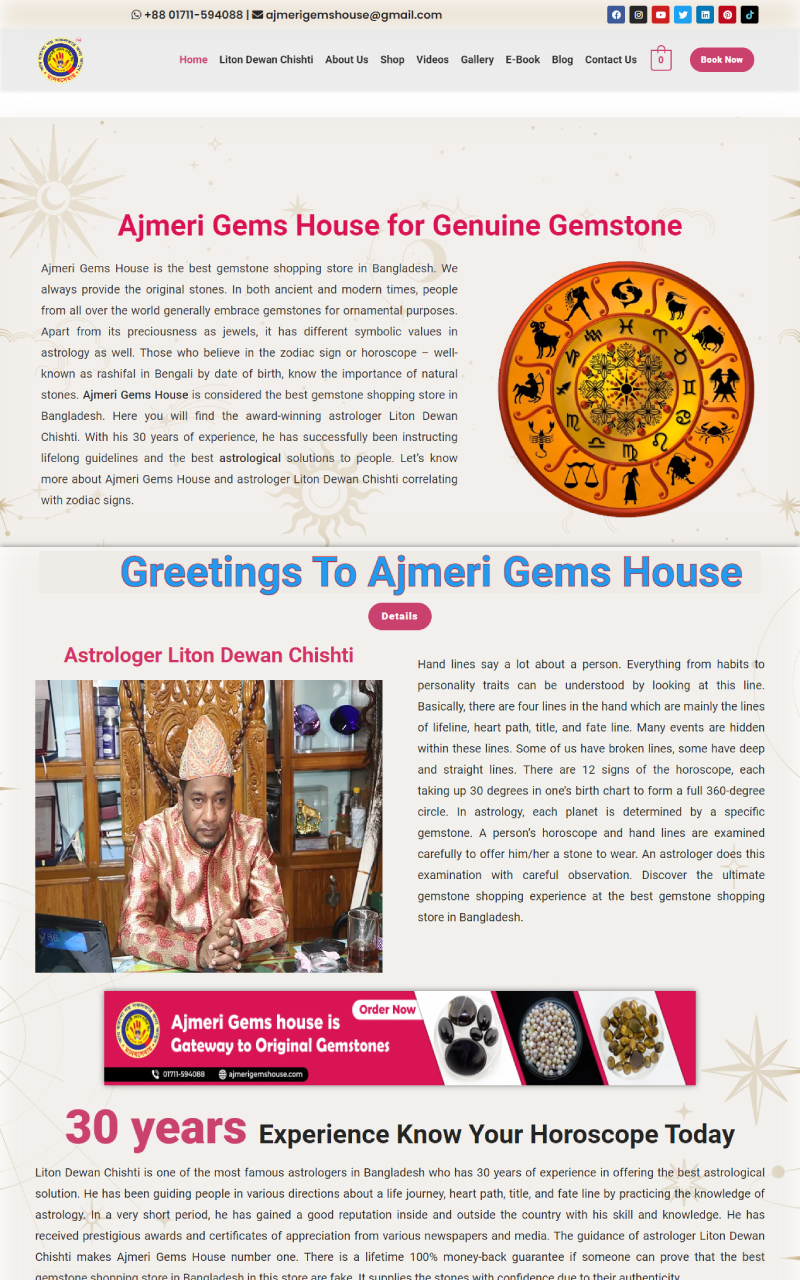 +88 01711-594088 | ajmerigemshouse@gmail.com
Home Liton Dewan Chishti About Us Shop Videos Gallery E-Book Blog Contact Us 0 Book Now
Ajmeri Gems House for Genuine Gemstone
Ajmeri Gems House is the best gemstone shopping store in Bangladesh. We
always provide the original stones. In both ancient and modern times, people
from all over the world generally embrace gemstones for ornamental purposes.
Apart from its preciousness as jewels, it has different symbolic values in
astrology as well. Those who believe in the zodiac sign or horoscope – well-
known as rashifal in Bengali by date of birth, know the importance of natural
stones. Ajmeri Gems House is considered the best gemstone shopping store in
Bangladesh. Here you will find the award-winning astrologer Liton Dewan
Chishti. With his 30 years of experience, he has successfully been instructing
lifelong guidelines and the best astrological solutions to people. Let's know
more about Ajmeri Gems House and astrologer Liton Dewan Chishti correlating
with zodiac signs.
Greetings To Ajmeri Gems House
Details
Astrologer Liton Dewan Chishti
Hand lines say a lot about a person. Everything from habits to
personality traits can be understood by looking at this line.
Basically, there are four lines in the hand which are mainly the lines
of lifeline, heart path, title, and fate line. Many events are hidden
within these lines. Some of us have broken lines, some have deep
and straight lines. There are 12 signs of the horoscope, each
taking up 30 degrees in one's birth chart to form a full 360-degree
circle. In astrology, each planet is determined by a specific
gemstone. A person's horoscope and hand lines are examined
carefully to offer him/her a stone to wear. An astrologer does this
examination with careful observation. Discover the ultimate
gemstone shopping experience at the best gemstone shopping
store in Bangladesh.
786
Order Now
Ajmeri Gems house is
Gateway to Original Gemstones
01711-594088 ajmerigemshouse.com
30 years Experience Know Your Horoscope Today
Liton Dewan Chishti is one of the most famous astrologers in Bangladesh who has 30 years of experience in offering the best astrological
solution. He has been guiding people in various directions about a life journey, heart path, title, and fate line by practicing the knowledge of
astrology. In a very short period, he has gained a good reputation inside and outside the country with his skill and knowledge. He has
received prestigious awards and certificates of appreciation from various newspapers and media. The guidance of astrologer Liton Dewan
Chishti makes Ajmeri Gems House number one. There is a lifetime 100% money-back guarantee if someone can prove that the best
gemstone shopping store in Bangladesh in this store are fake. It supplies the stones with confidence due to their authenticity.